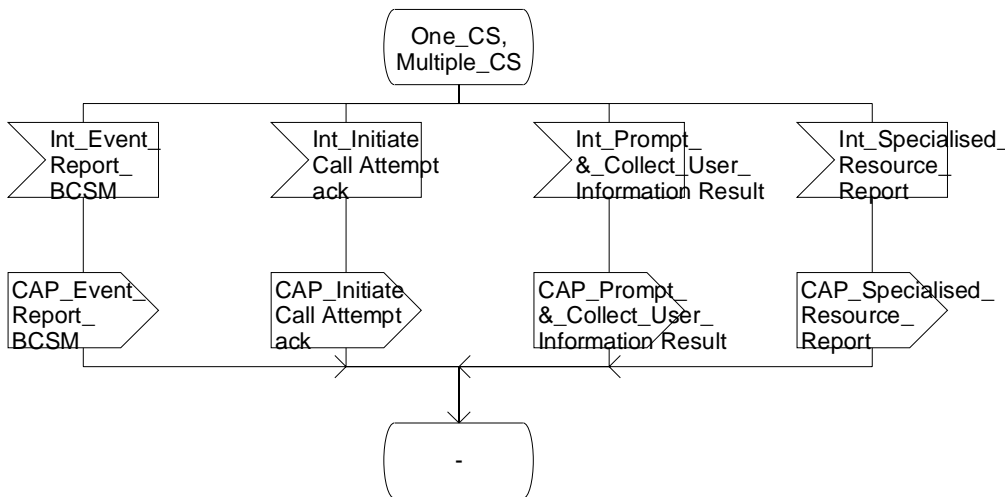 One_CS,
Multiple_CS
Int_Event_
Report_
BCSM
Int_Initiate
Call Attempt
ack
Int_Prompt_
&_Collect_User_
Information Result
Int_Specialised_
Resource_
Report
CAP_Event_
Report_
BCSM
CAP_Initiate
Call Attempt
ack
CAP_Prompt_
&_Collect_User_
Information Result
CAP_Specialised_
Resource_
Report
-